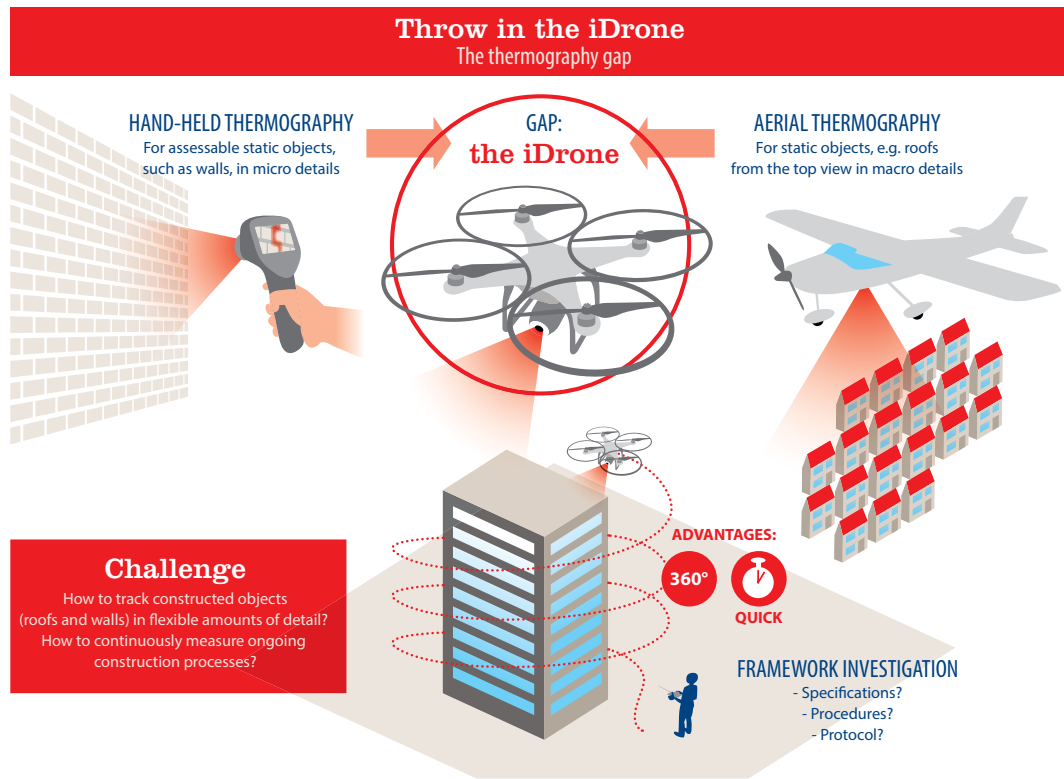 Throw in the iDrone
The thermography gap
HAND-HELD THERMOGRAPHY
For assessable static objects,
such as walls, in micro details
GAP:
the iDrone
AERIAL THERMOGRAPHY
For static objects, e.g. roofs
from the top view in macro details
ADVANTAGES:
360°
QUICK
Challenge
How to track constructed objects
(roofs and walls) in flexible amounts of detail?
How to continuously measure ongoing
construction processes?
FRAMEWORK INVESTIGATION
- Specifications?
- Procedures?
- Protocol?